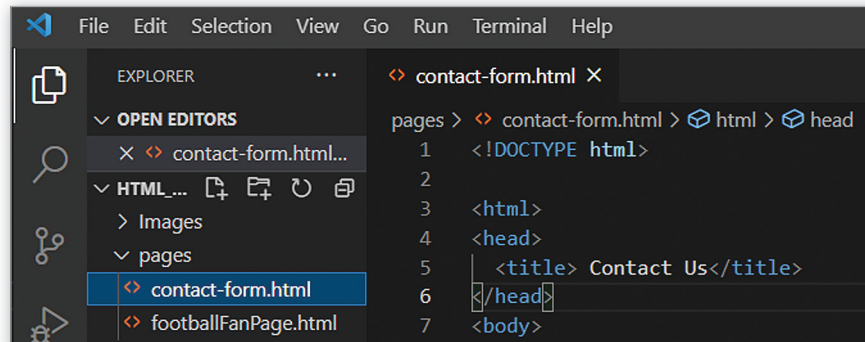 File Edit Selection View Go Run Terminal Help
EXPLORER ...
OPEN EDITORS
contact-form.html...
HTML_...
Images
pages
contact-form.html
footballFanPage.html
contact-form.html
pages > contact-form.html > html > head
1 <!DOCTYPE html>
2
3 <html>
4 <head>
5 <title> Contact Us</title>
6 </head>
7 <body>